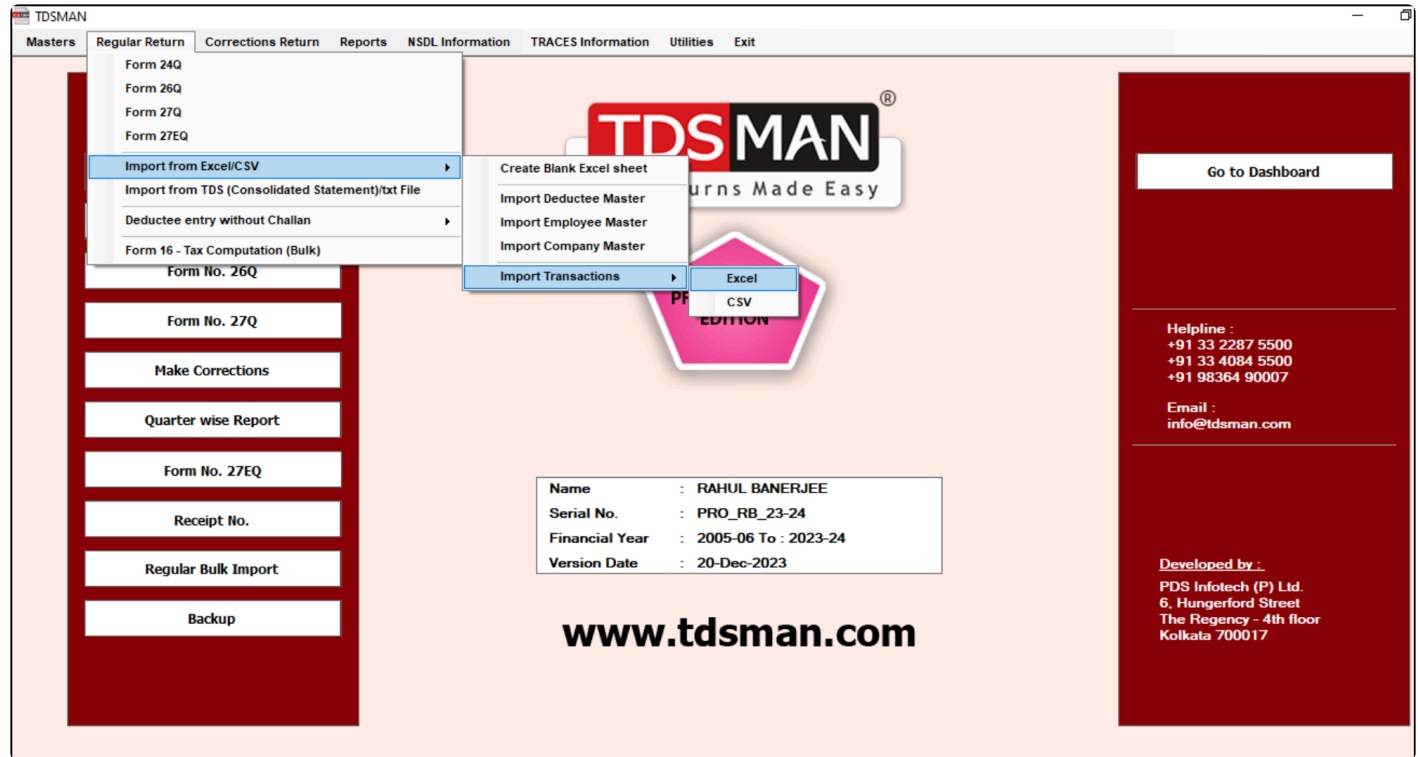 TDSMAN
Masters Regular Return Corrections Return Reports NSDL Information TRACES Information Utilities Exit
Form 24Q
Form 26Q
Form 27Q
Form 27EQ
Import from Excel/CSV
Import from TDS (Consolidated Statement)/txt File
Deductee entry without Challan
Form 16 - Tax Computation (Bulk)
Create Blank Excel sheet
Import Deductee Master
Import Employee Master
Import Company Master
Import Transactions
Excel
CSV
TDSMAN®
urns Made Easy
EDITION
Form No. 26Q
Form No. 27Q
Make Corrections
Quarter wise Report
Form No. 27EQ
Receipt No.
Regular Bulk Import
Backup
Name : RAHUL BANERJEE
Serial No. : PRO_RB_23-24
Financial Year : 2005-06 To : 2023-24
Version Date : 20-Dec-2023
www.tdsman.com
Go to Dashboard
Helpline :
+91 33 2287 5500
+91 33 4084 5500
+91 98364 90007
Email :
info@tdsman.com
Developed by :
PDS Infotech (P) Ltd.
6, Hungerford Street
The Regency - 4th floor
Kolkata 700017